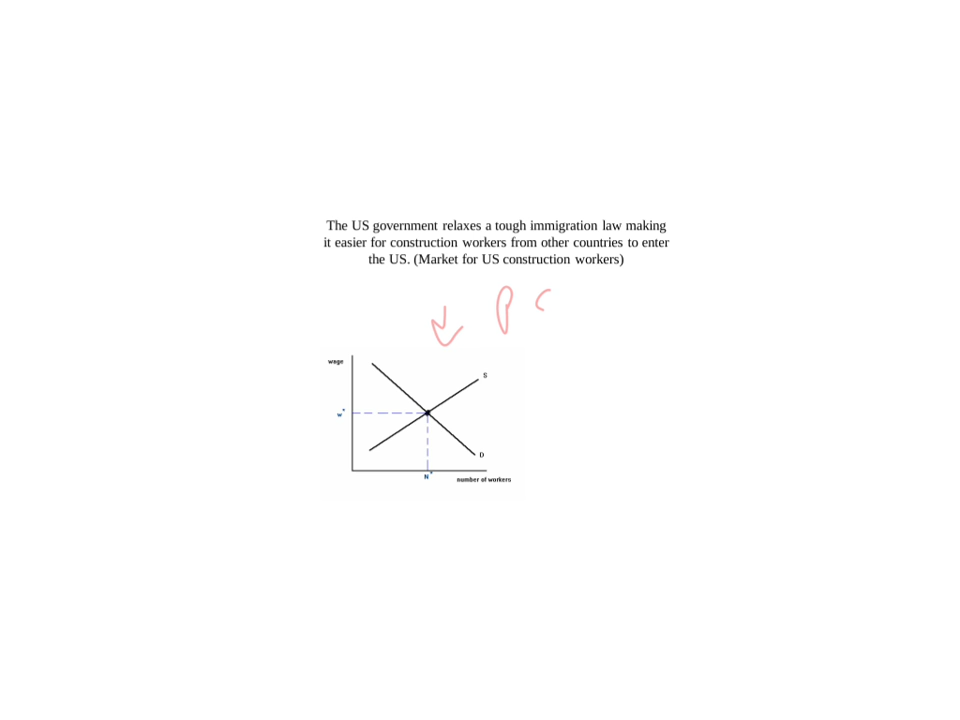 The US government relaxes a tough immigration law making
it easier for construction workers from other countries to enter
the US. (Market for US construction workers)
wage
S
w*
D
N*
number of workers